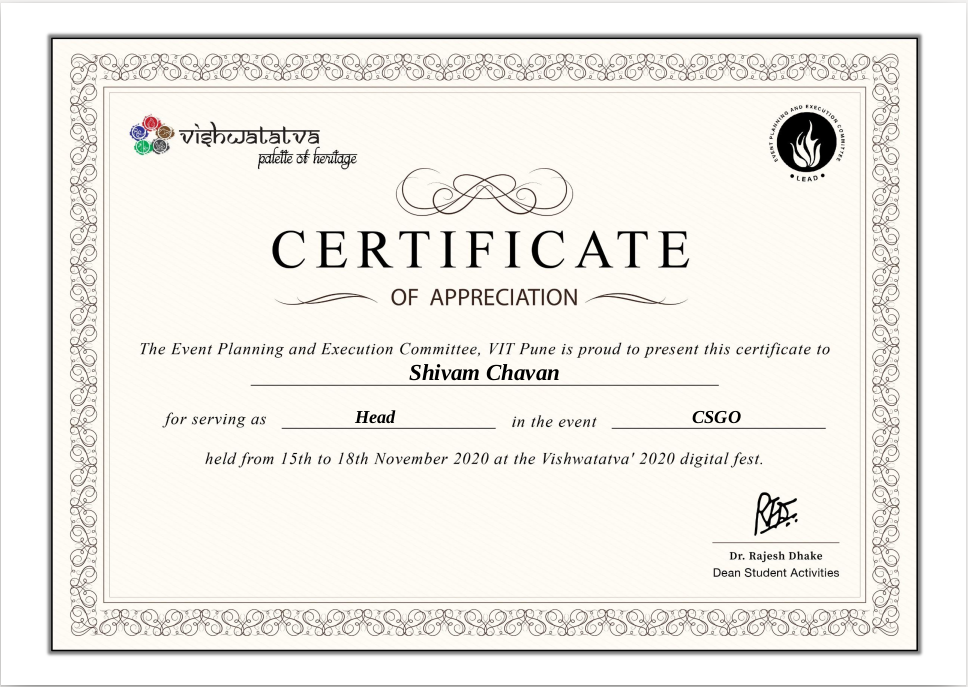 vishwatatva
palette of heritage
EVENT PLANNING AND EXECUTION COMMITTEE
• LEAD •
CERTIFICATE
OF APPRECIATION
The Event Planning and Execution Committee, VIT Pune is proud to present this certificate to
Shivam Chavan
for serving as Head in the event CSGO
held from 15th to 18th November 2020 at the Vishwatatva' 2020 digital fest.
Dr. Rajesh Dhake
Dean Student Activities